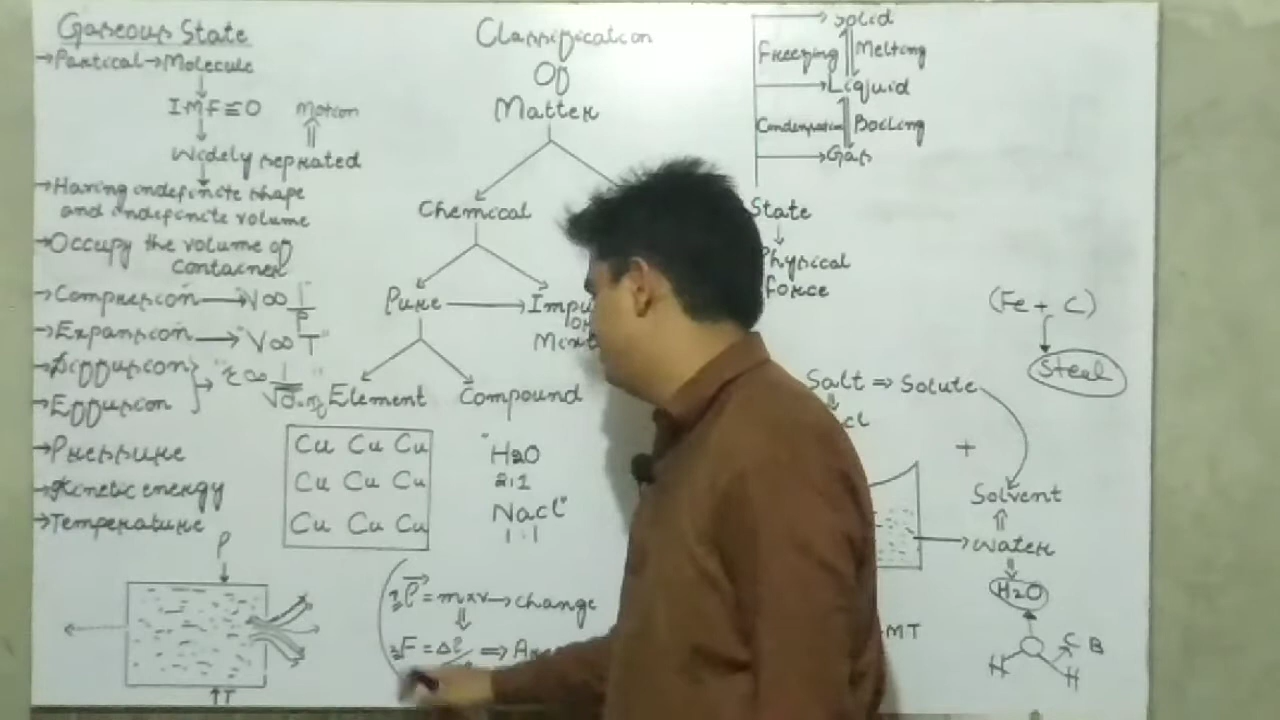 Gaseous State
→Partical→Molecule
IMF≡0
Motion
Widely seprated
→Having indefinite shape
and indefinite volume
→Occupy the volume of
container
→Compression→"V∞ 1/P"
→Expansion→"V∞T"
→Diffusion
→Effusion
→Pressure
→Kinetic energy
→Temperature
P
↑T
Classification
Of
Matter
Chemical
Pure
Element
Compound
Cu Cu Cu
Cu Cu Cu
Cu Cu Cu
"H2O
2:1
Nacl"
1:1
=m×v→change
F=
Solid
Freezing
Melting
Liquid
Condensation
Boiling
Gas
State
Physical
force
(Fe + C)
Steal
Salt ⇒ Solute
+
Solvent
Water
H2O
MT
C B
H
H